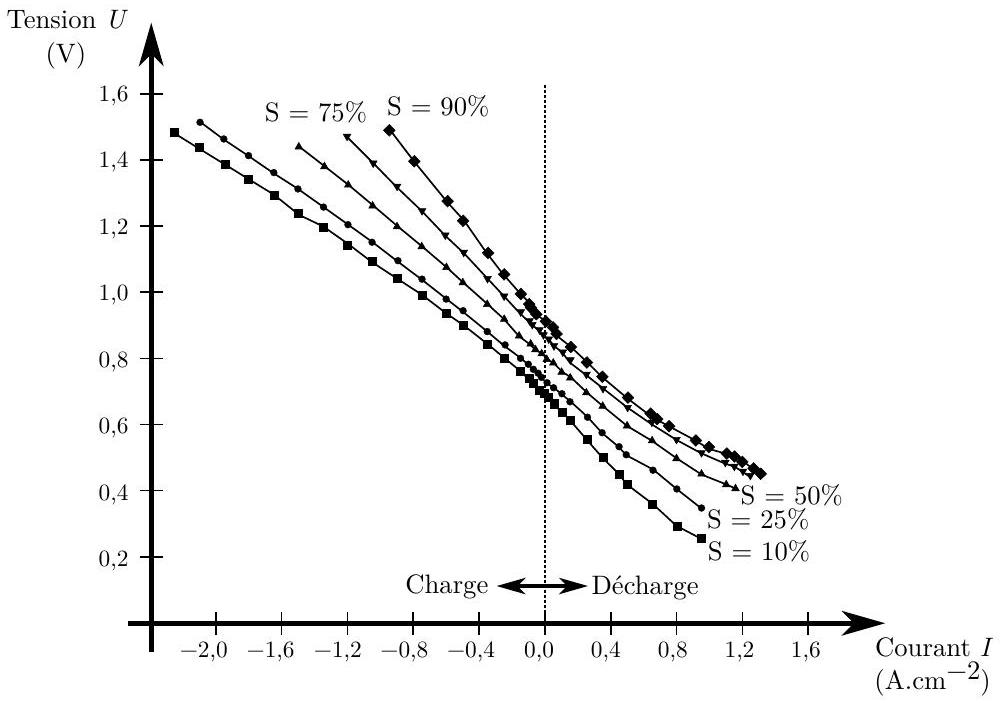 Tension U
(V)
S = 75% S = 90%
1,6
1,4
1,2
1,0
0,8
0,6
0,4
0,2
S = 50%
S = 25%
S = 10%
Charge Décharge
−2,0 −1,6 −1,2 −0,8 −0,4 0,0 0,4 0,8 1,2 1,6
Courant I
(A.cm−2)